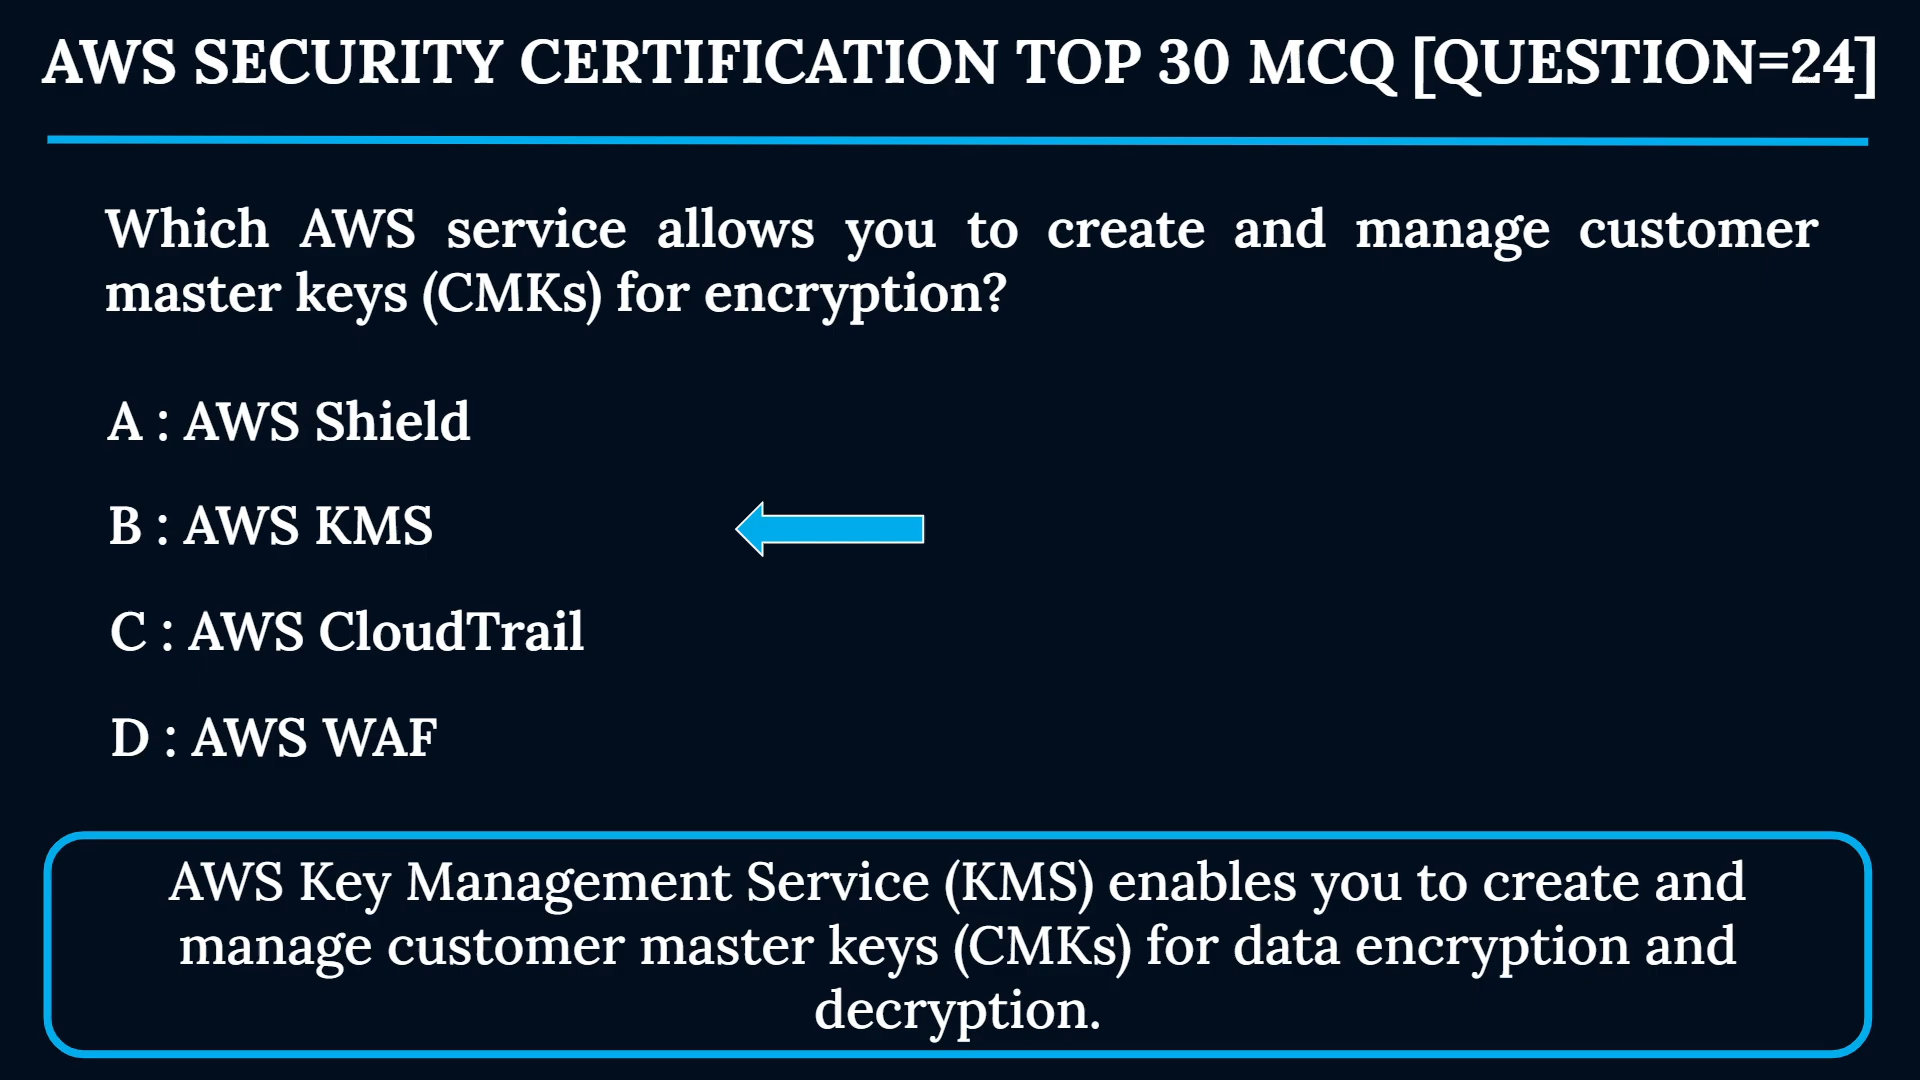 AWS SECURITY CERTIFICATION TOP 30 MCQ [QUESTION=24]
Which AWS service allows you to create and manage customer
master keys (CMKs) for encryption?
A : AWS Shield
B : AWS KMS
C : AWS CloudTrail
D : AWS WAF
AWS Key Management Service (KMS) enables you to create and
manage customer master keys (CMKs) for data encryption and
decryption.